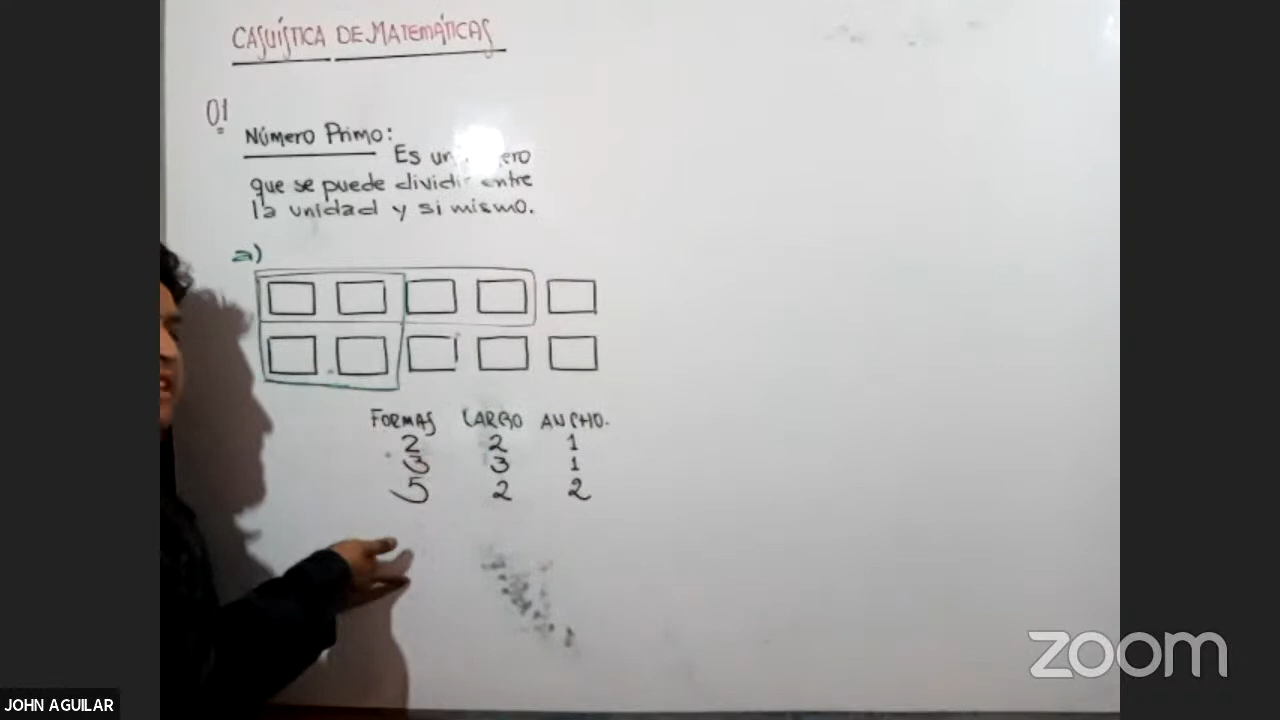 CASUÍSTICA DE MATEMÁTICAS
01
Número Primo:
Es un
que se puede dividir entre
la unidad y si mismo.
a)
FORMAS LARGO ANCHO.
2 2 1
3 3 1
5 2 2
zoom
JOHN AGUILAR